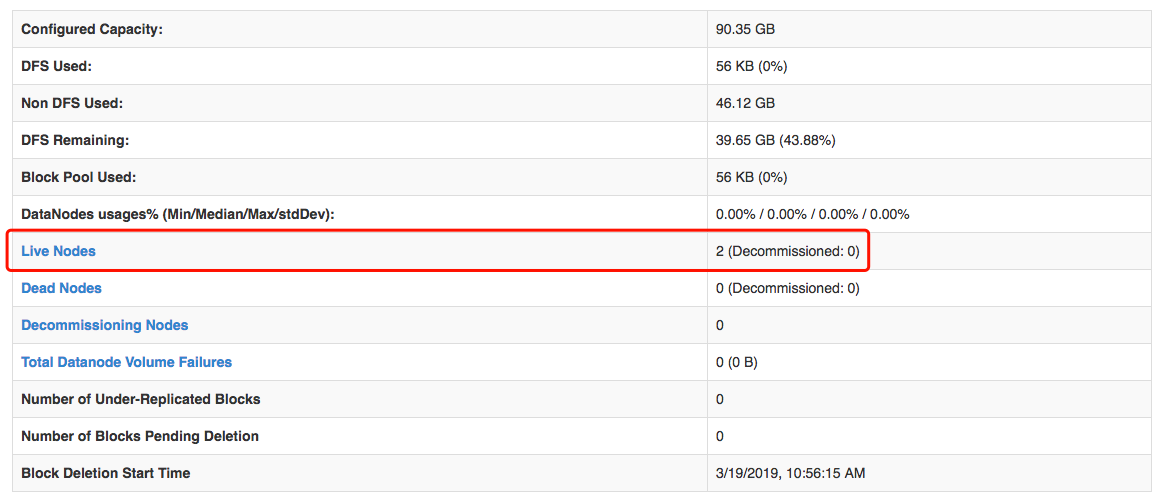 Configured Capacity: 90.35 GB
DFS Used: 56 KB (0%)
Non DFS Used: 46.12 GB
DFS Remaining: 39.65 GB (43.88%)
Block Pool Used: 56 KB (0%)
DataNodes usages% (Min/Median/Max/stdDev): 0.00% / 0.00% / 0.00% / 0.00%
Live Nodes 2 (Decommissioned: 0)
Dead Nodes 0 (Decommissioned: 0)
Decommissioning Nodes 0
Total Datanode Volume Failures 0 (0 B)
Number of Under-Replicated Blocks 0
Number of Blocks Pending Deletion 0
Block Deletion Start Time 3/19/2019, 10:56:15 AM